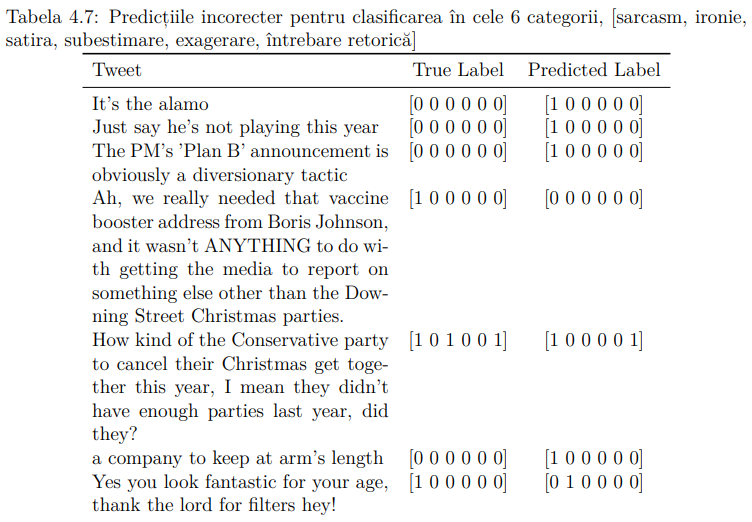 Tabela 4.7: Predicțiile incorecter pentru clasificarea în cele 6 categorii, [sarcasm, ironie,
satira, subestimare, exagerare, întrebare retorică]
Tweet True Label Predicted Label
It's the alamo [0 0 0 0 0 0] [1 0 0 0 0 0]
Just say he's not playing this year [0 0 0 0 0 0] [1 0 0 0 0 0]
The PM's 'Plan B' announcement is [0 0 0 0 0 0] [1 0 0 0 0 0]
obviously a diversionary tactic
Ah, we really needed that vaccine [1 0 0 0 0 0] [0 0 0 0 0 0]
booster address from Boris Johnson,
and it wasn't ANYTHING to do wi-
th getting the media to report on
something else other than the Dow-
ning Street Christmas parties.
How kind of the Conservative party [1 0 1 0 0 1] [1 0 0 0 0 1]
to cancel their Christmas get toge-
ther this year, I mean they didn't
have enough parties last year, did
they?
a company to keep at arm's length [0 0 0 0 0 0] [1 0 0 0 0 0]
Yes you look fantastic for your age, [1 0 0 0 0 0] [0 1 0 0 0 0]
thank the lord for filters hey!